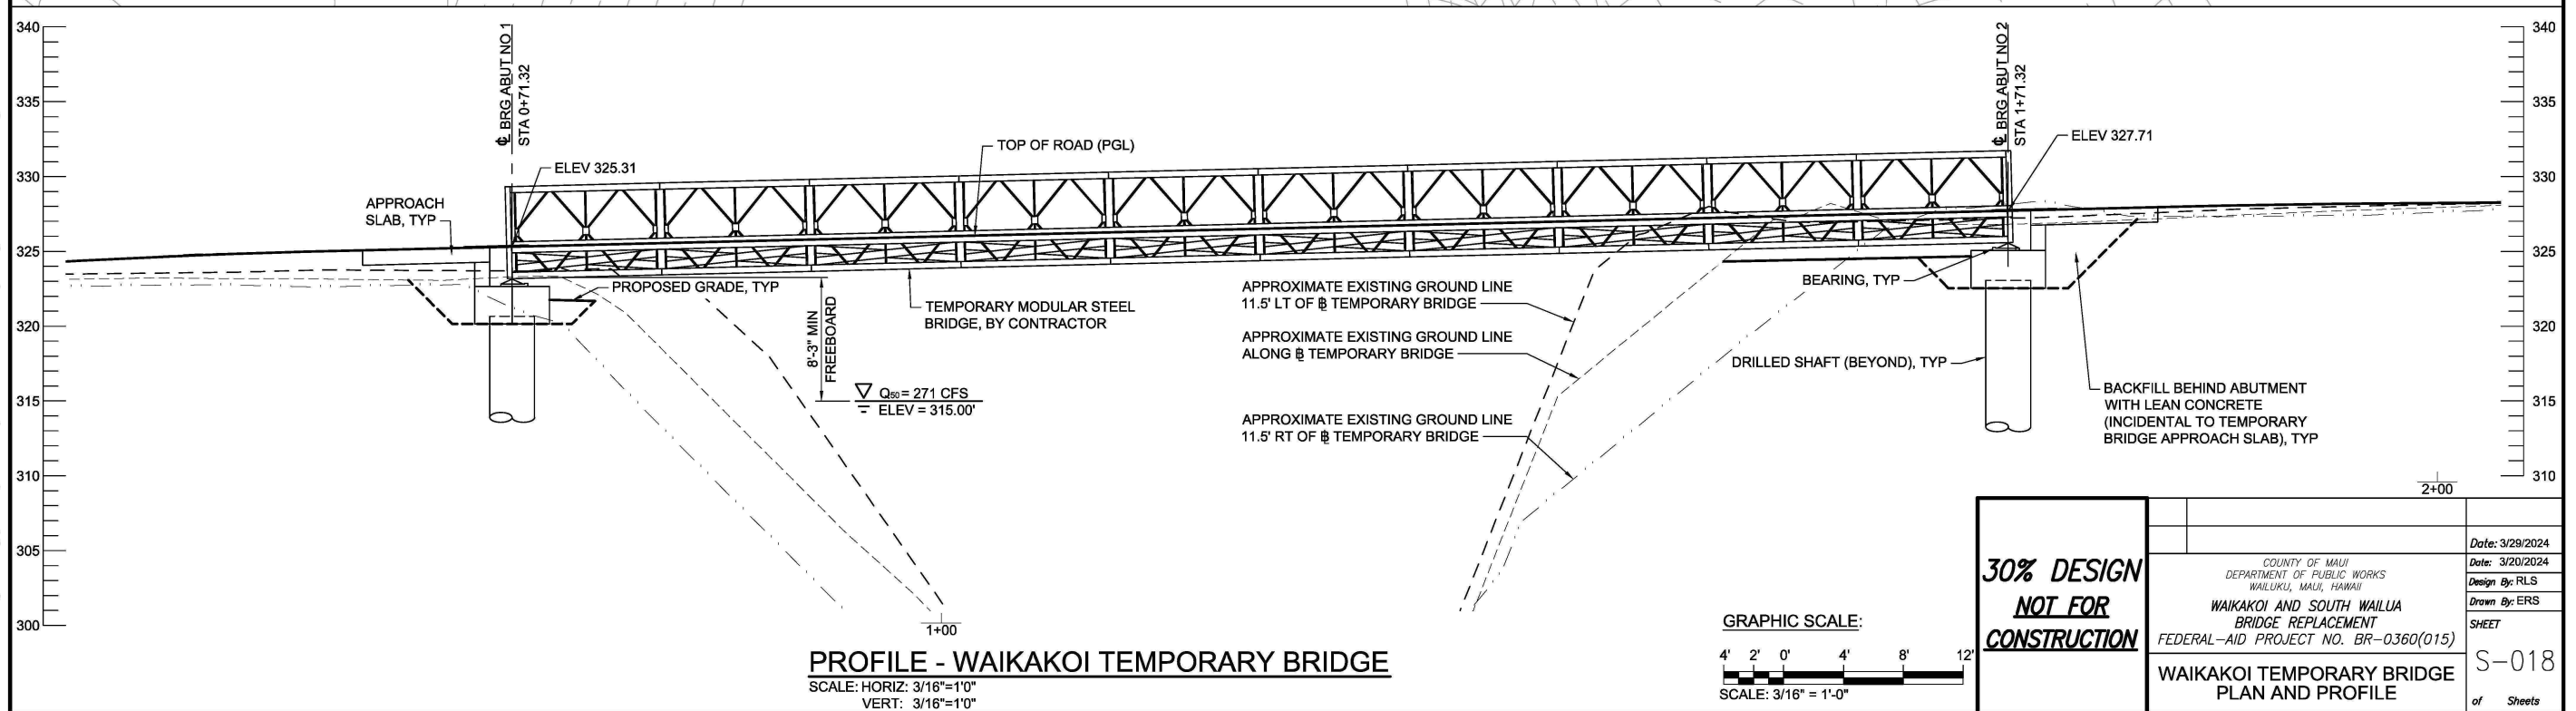 340
335
330
325
320
315
310
305
300
℄ BRG ABUT NO 1
STA 0+71.32
ELEV 325.31
APPROACH
SLAB, TYP
TOP OF ROAD (PGL)
PROPOSED GRADE, TYP
8'-3" MIN
FREEBOARD
TEMPORARY MODULAR STEEL
BRIDGE, BY CONTRACTOR
Q50 = 271 CFS
ELEV = 315.00'
APPROXIMATE EXISTING GROUND LINE
11.5' LT OF B TEMPORARY BRIDGE
APPROXIMATE EXISTING GROUND LINE
ALONG B TEMPORARY BRIDGE
APPROXIMATE EXISTING GROUND LINE
11.5' RT OF B TEMPORARY BRIDGE
℄ BRG ABUT NO 2
STA 1+71.32
ELEV 327.71
BEARING, TYP
DRILLED SHAFT (BEYOND), TYP
BACKFILL BEHIND ABUTMENT
WITH LEAN CONCRETE
(INCIDENTAL TO TEMPORARY
BRIDGE APPROACH SLAB), TYP
340
335
330
325
320
315
310
1+00
2+00
PROFILE - WAIKAKOI TEMPORARY BRIDGE
SCALE: HORIZ: 3/16"=1'0"
VERT: 3/16"=1'0"
GRAPHIC SCALE:
4' 2' 0' 4' 8' 12'
SCALE: 3/16" = 1'-0"
30% DESIGN
NOT FOR
CONSTRUCTION
COUNTY OF MAUI
DEPARTMENT OF PUBLIC WORKS
WAILUKU, MAUI, HAWAII
WAIKAKOI AND SOUTH WAILUA
BRIDGE REPLACEMENT
FEDERAL-AID PROJECT NO. BR-0360(015)
WAIKAKOI TEMPORARY BRIDGE
PLAN AND PROFILE
Date: 3/29/2024
Date: 3/20/2024
Design By: RLS
Drawn By: ERS
SHEET
S-018
of Sheets